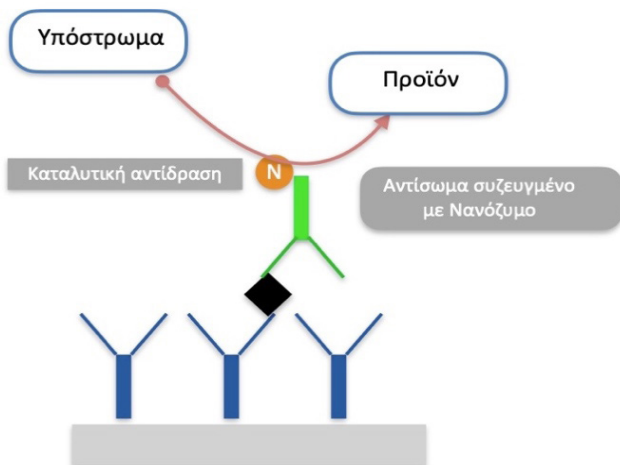 Υπόστρωμα
Προϊόν
Καταλυτική αντίδραση
N
Αντίσωμα συζευγμένο
με Νανόζυμο